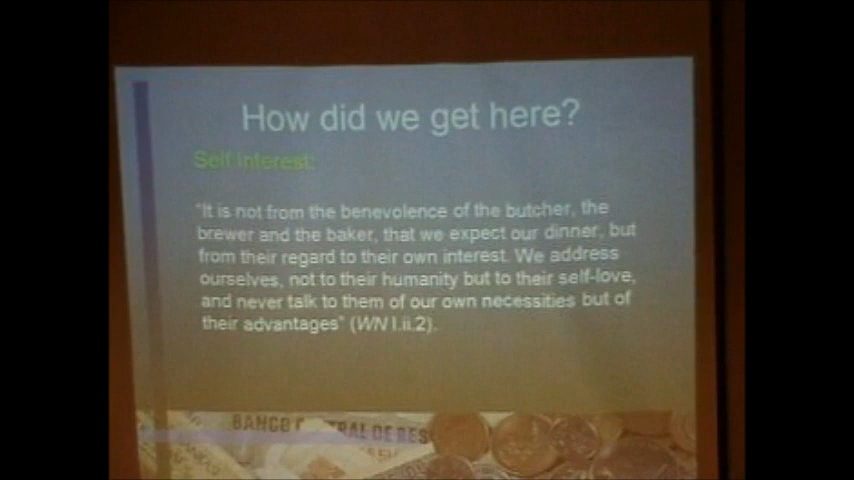 How did we get here?
Self Interest:
"It is not from the benevolence of the butcher, the
brewer and the baker, that we expect our dinner, but
from their regard to their own interest. We address
ourselves, not to their humanity but to their self-love,
and never talk to them of our own necessities but of
their advantages" (WN I.ii.2).
BANCO RAL DE RES